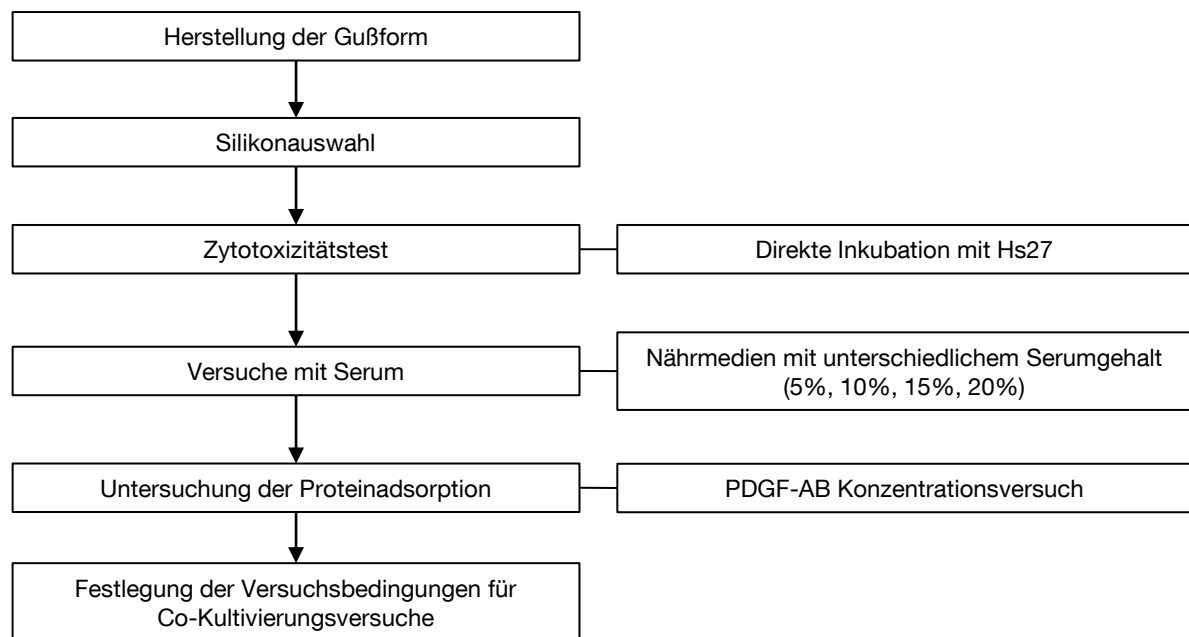 Herstellung der Gußform
Silikonauswahl
Zytotoxizitätstest
Direkte Inkubation mit Hs27
Versuche mit Serum
Nährmedien mit unterschiedlichem Serumgehalt
(5%, 10%, 15%, 20%)
Untersuchung der Proteinadsorption
PDGF-AB Konzentrationsversuch
Festlegung der Versuchsbedingungen für
Co-Kultivierungsversuche